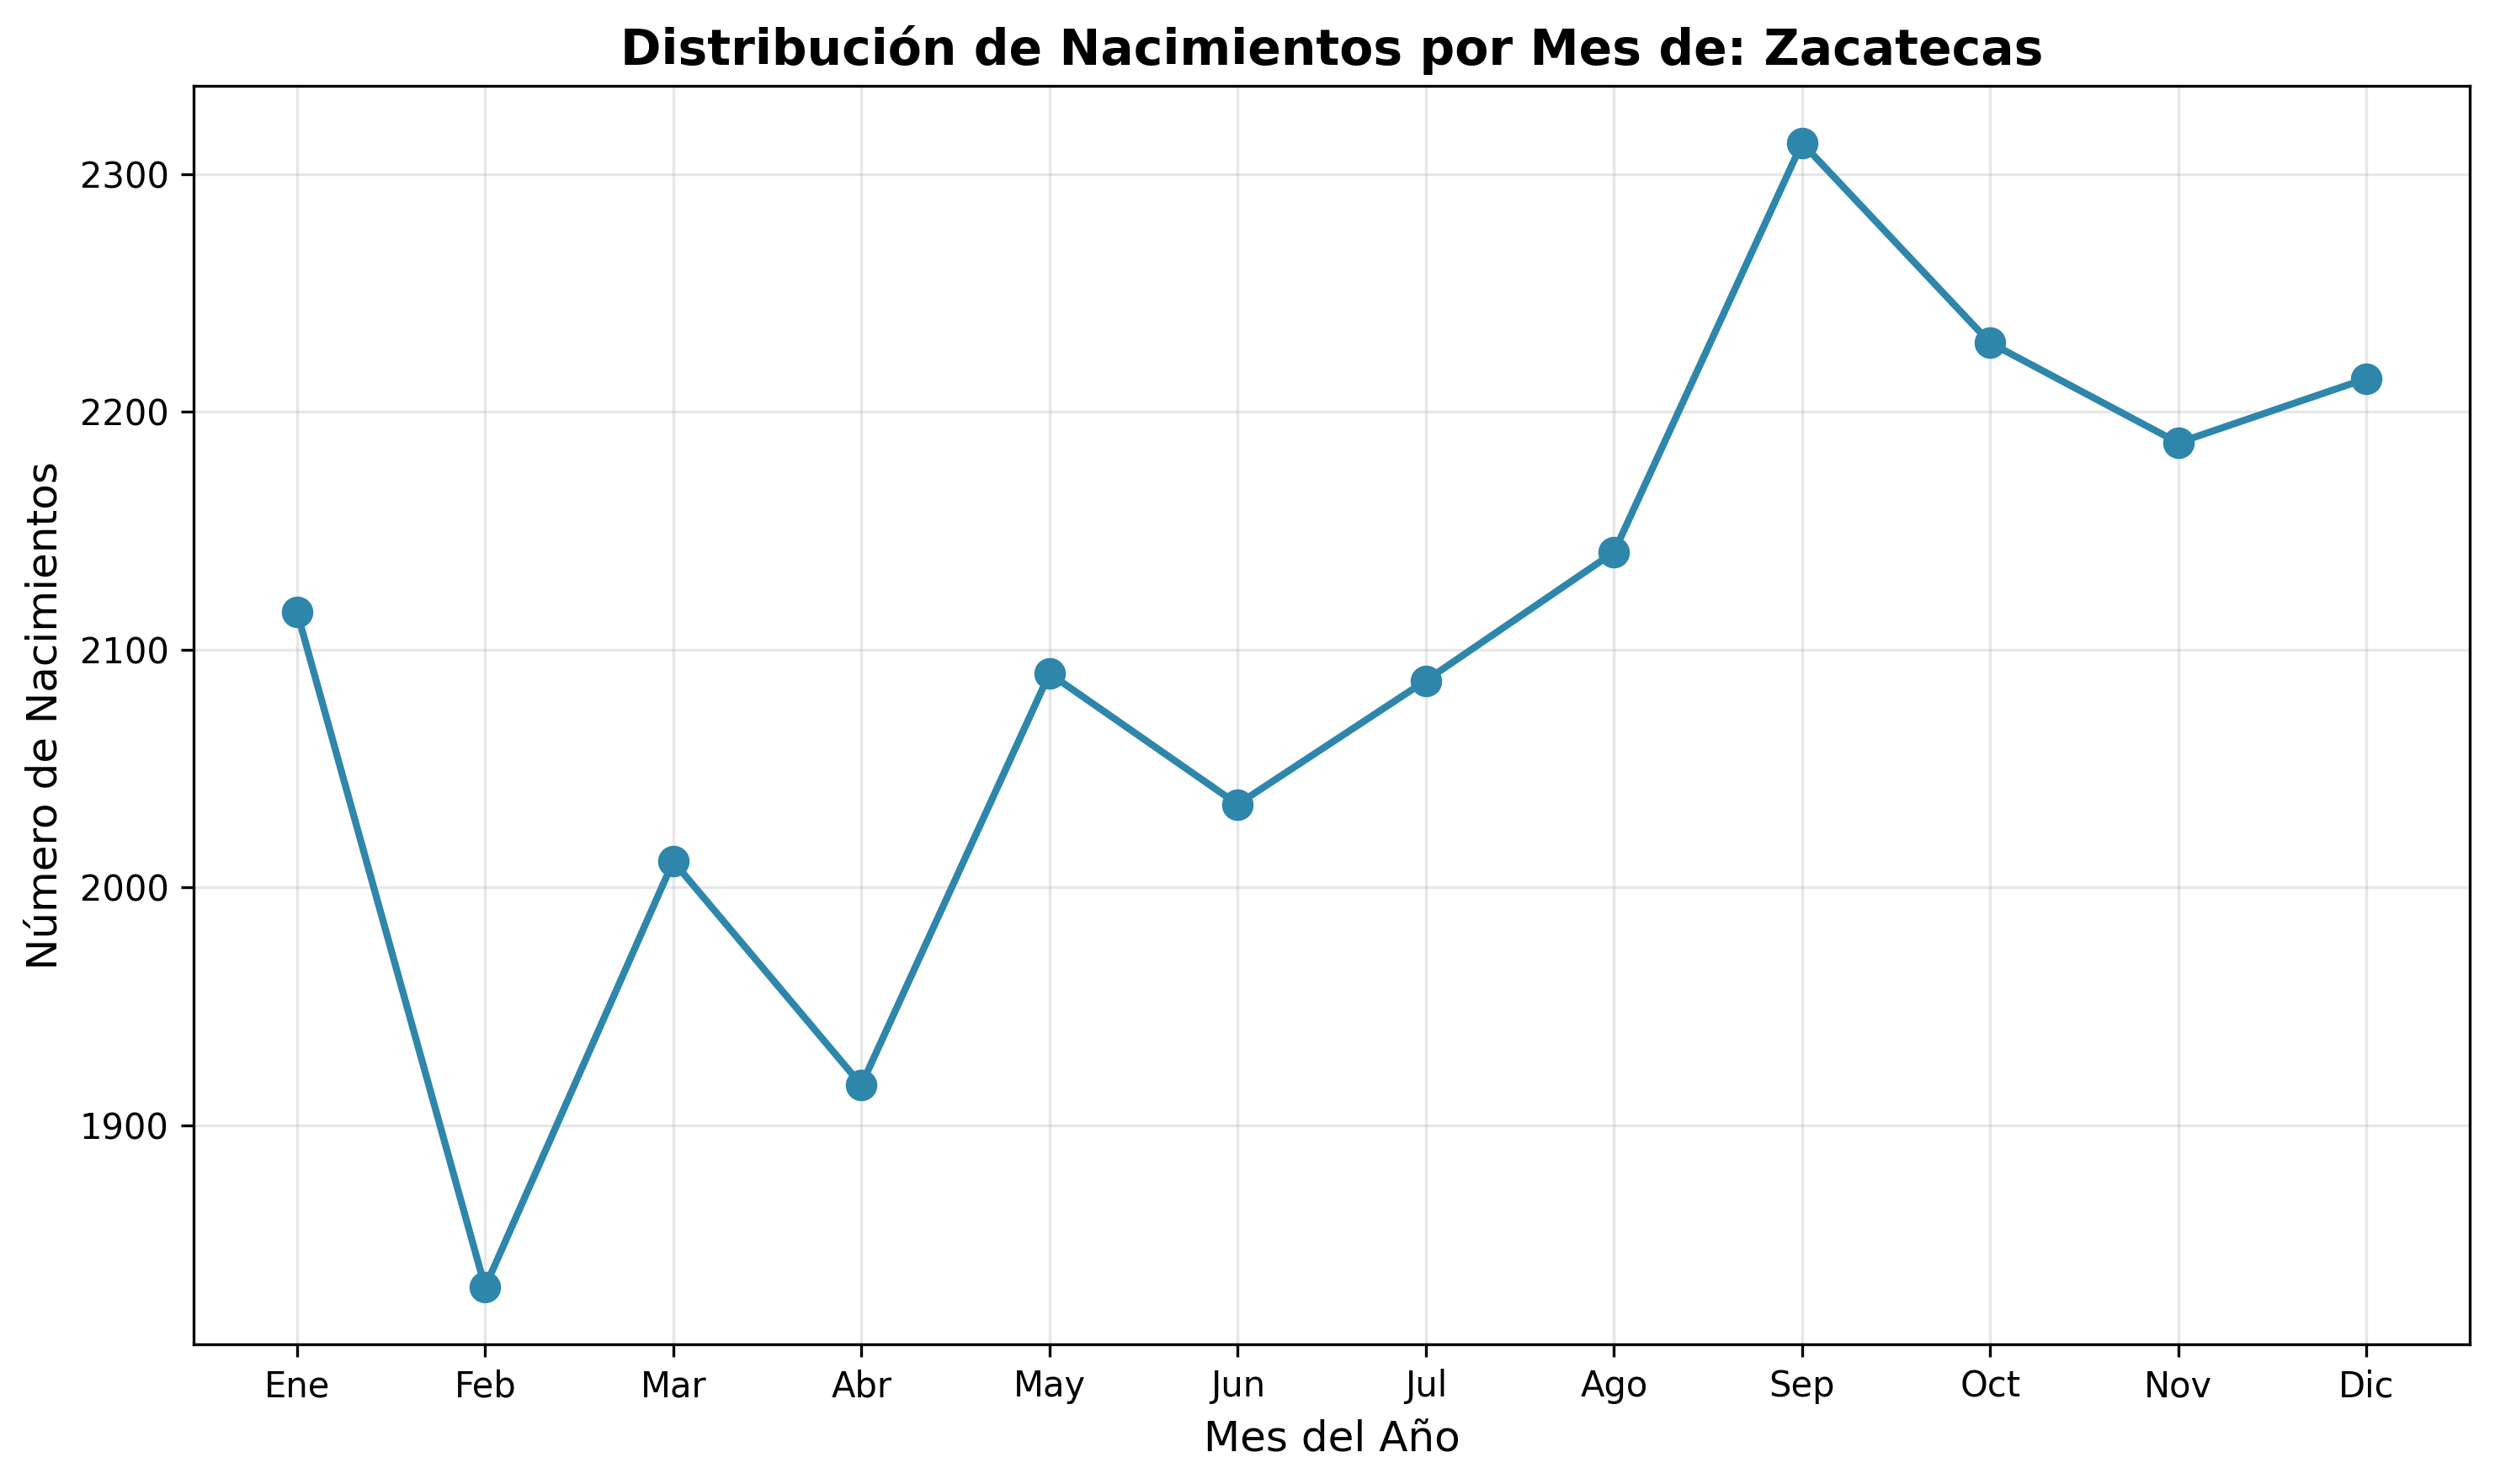 Distribución de Nacimientos por Mes de: Zacatecas
Número de Nacimientos
2300
2200
2100
2000
1900
Ene Feb Mar Abr May Jun Jul Ago Sep Oct Nov Dic
Mes del Año